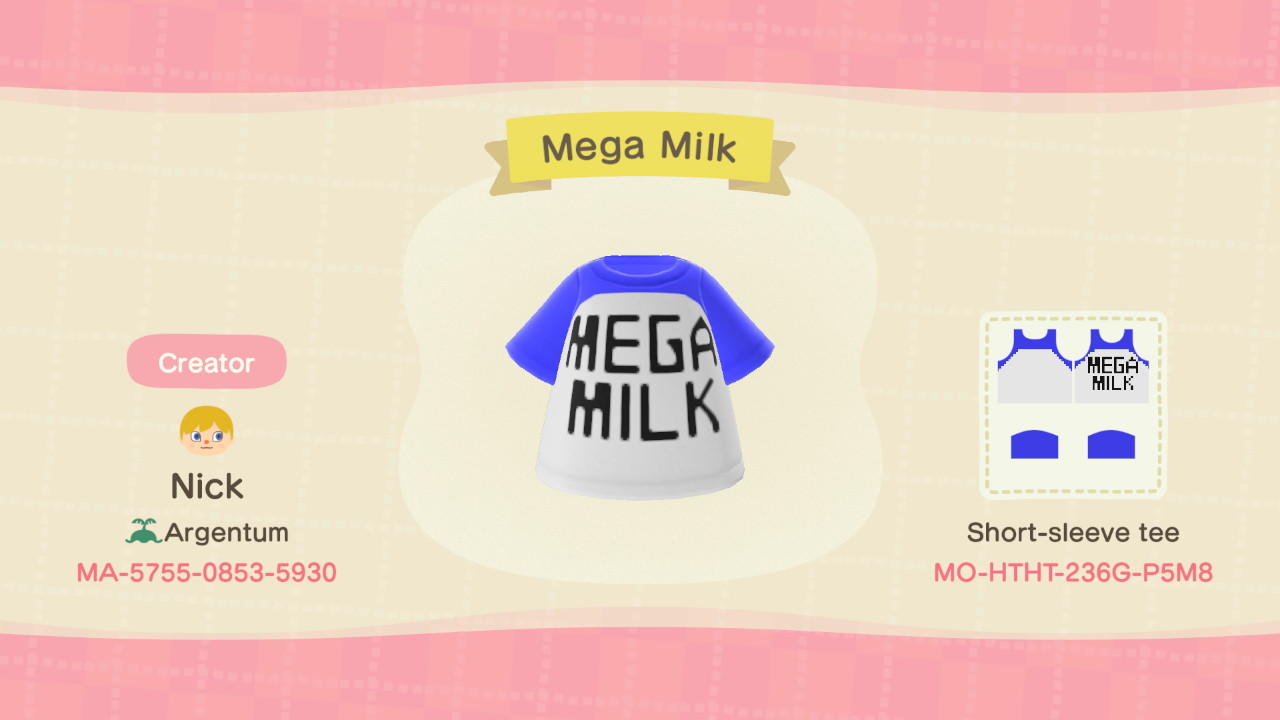 Mega Milk
MEGA
MILK
Creator
Nick
Argentum
MA-5755-0853-5930
MEGA
MILK
Short-sleeve tee
MO-HTHT-236G-P5M8